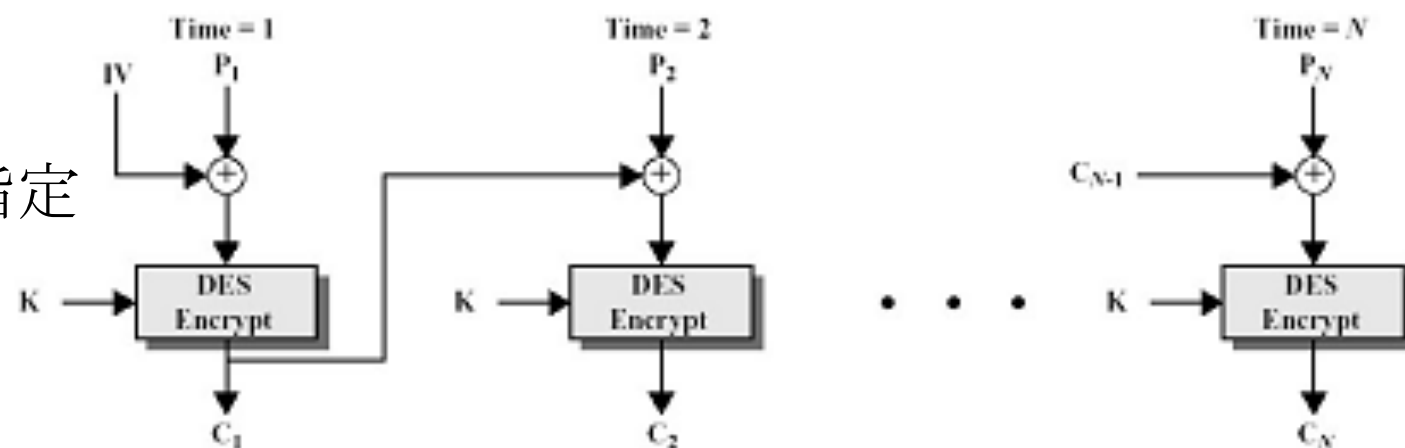 Time = 1
Time = 2
Time = N
IV
P1
P2
PN
指定
CN-1
K
DES
Encrypt
K
DES
Encrypt
K
DES
Encrypt
C1
C2
CN